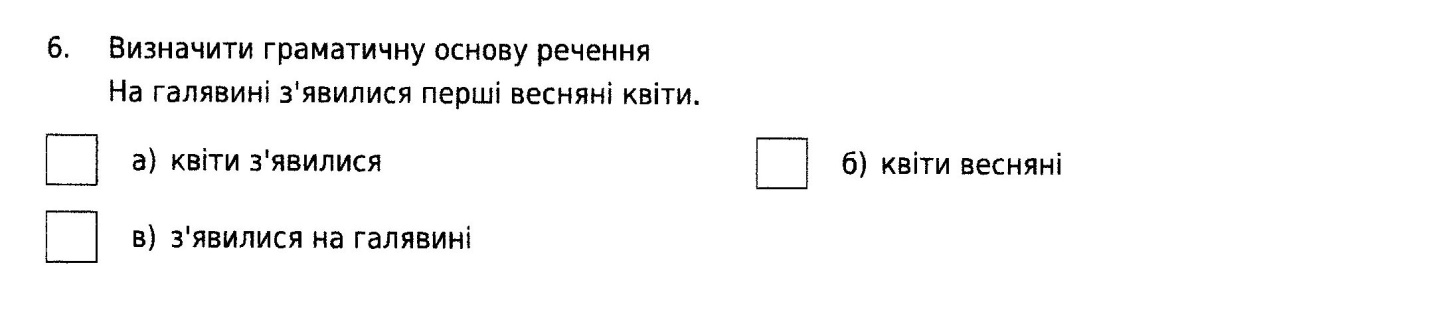 6. Визначити граматичну основу речення
На галявині з'явилися перші весняні квіти.
а) квіти з'явилися б) квіти весняні
в) з'явилися на галявині